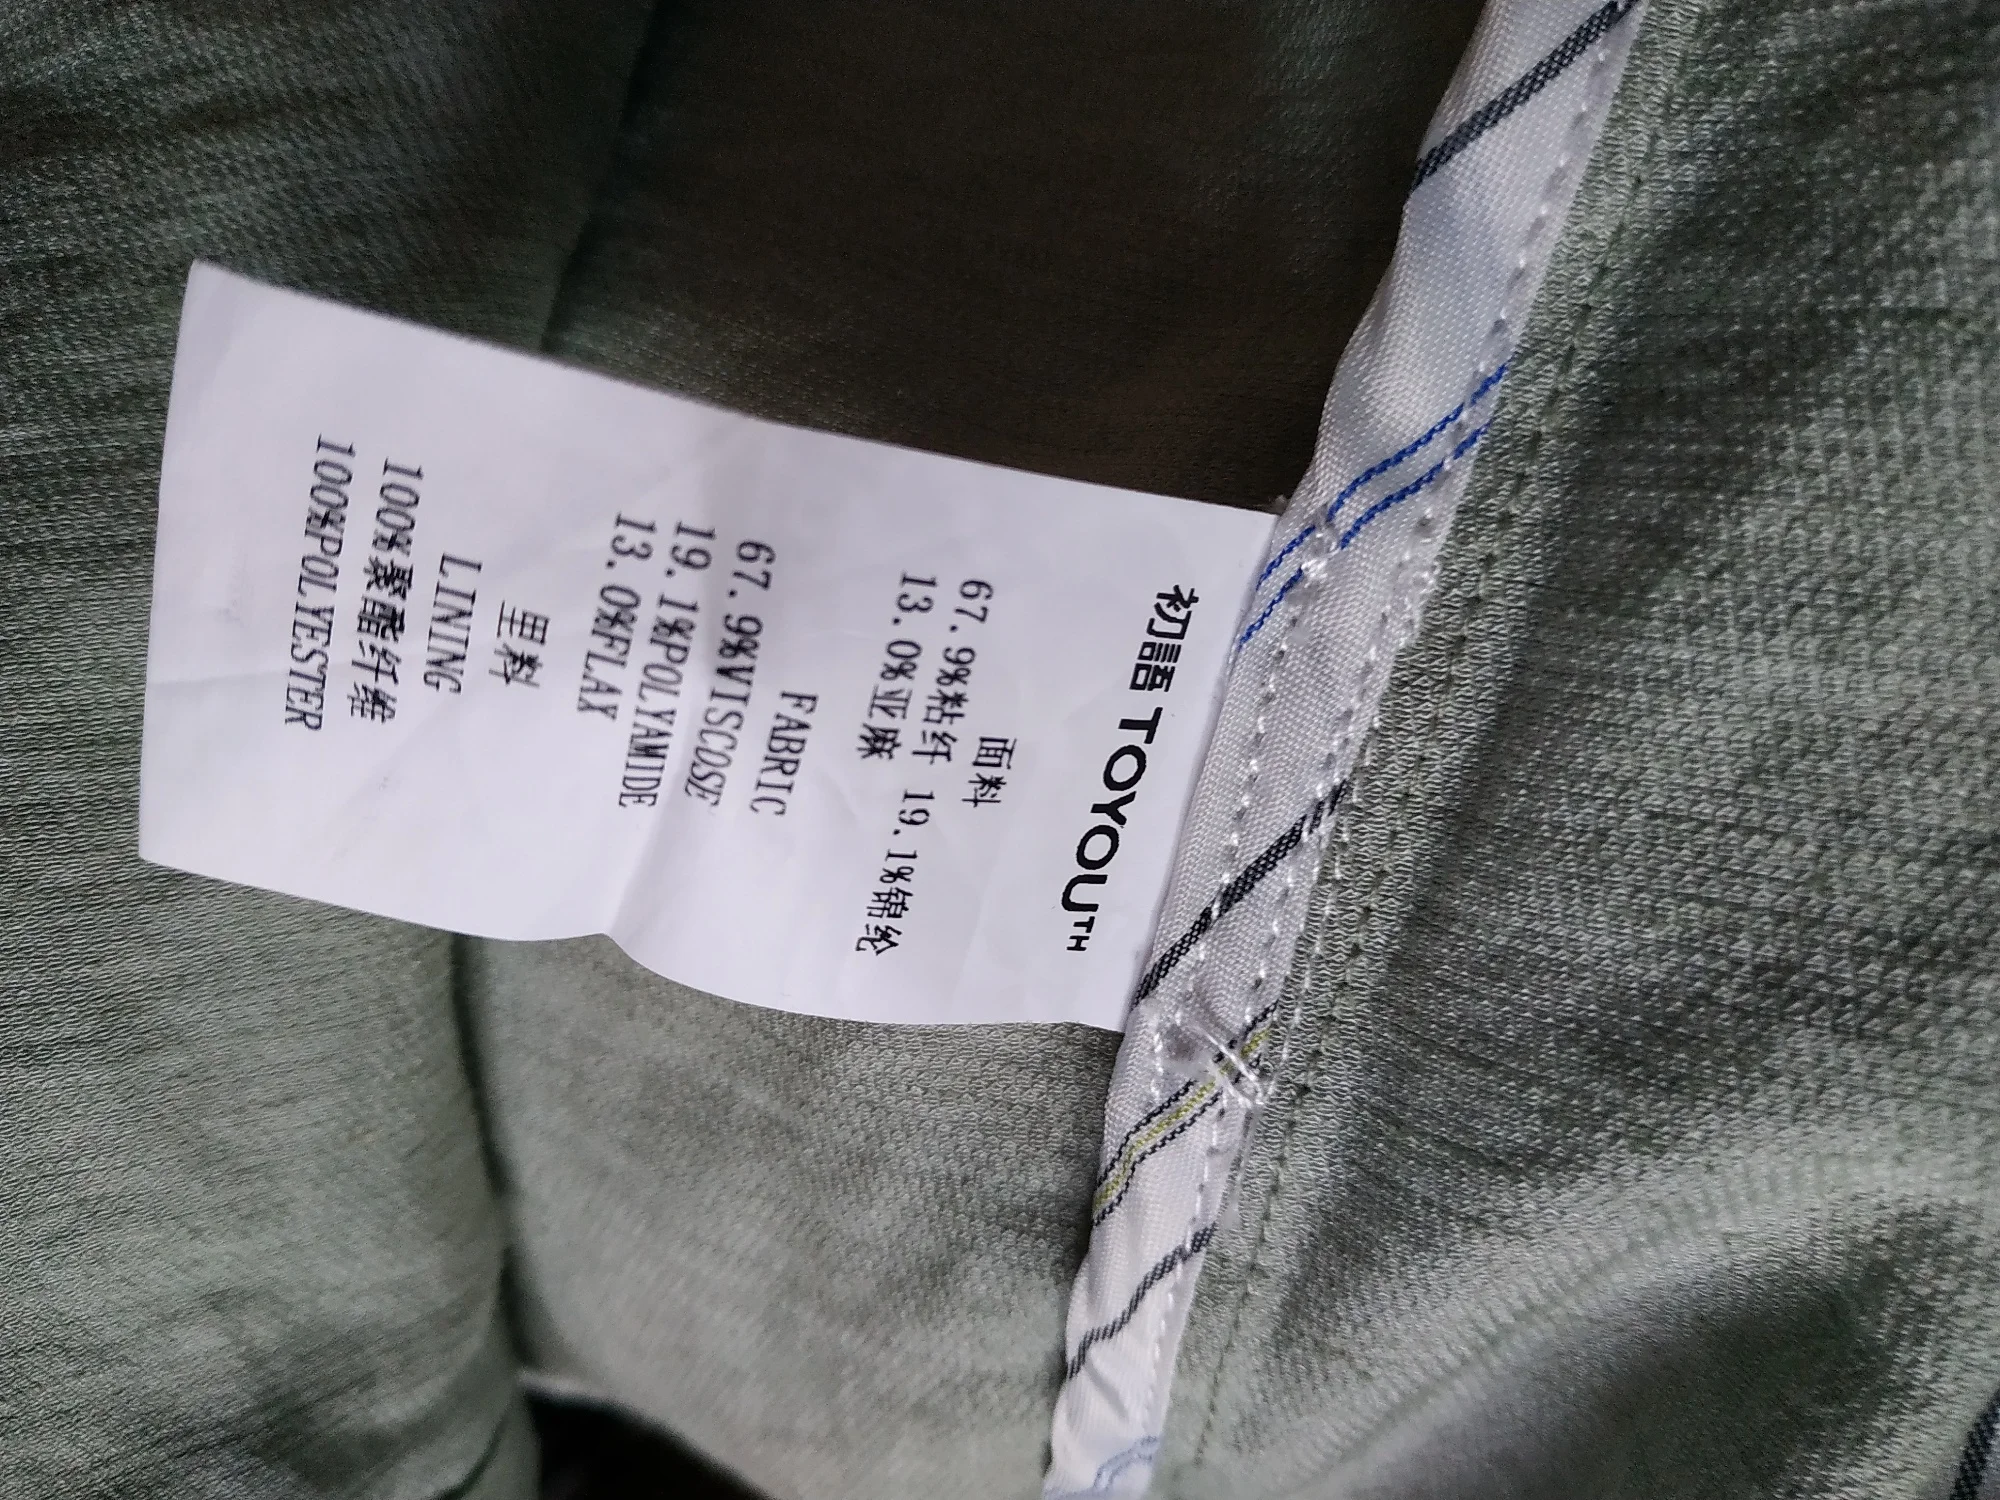 初語 TOYOUTH
面料
67.9%粘纤 19.1%锦纶
13.0%亚麻
FABRIC
67.9%VISCOSE
19.1%POLYAMIDE
13.0%FLAX
里料
LINING
100%聚酯纤维
100%POLYESTER